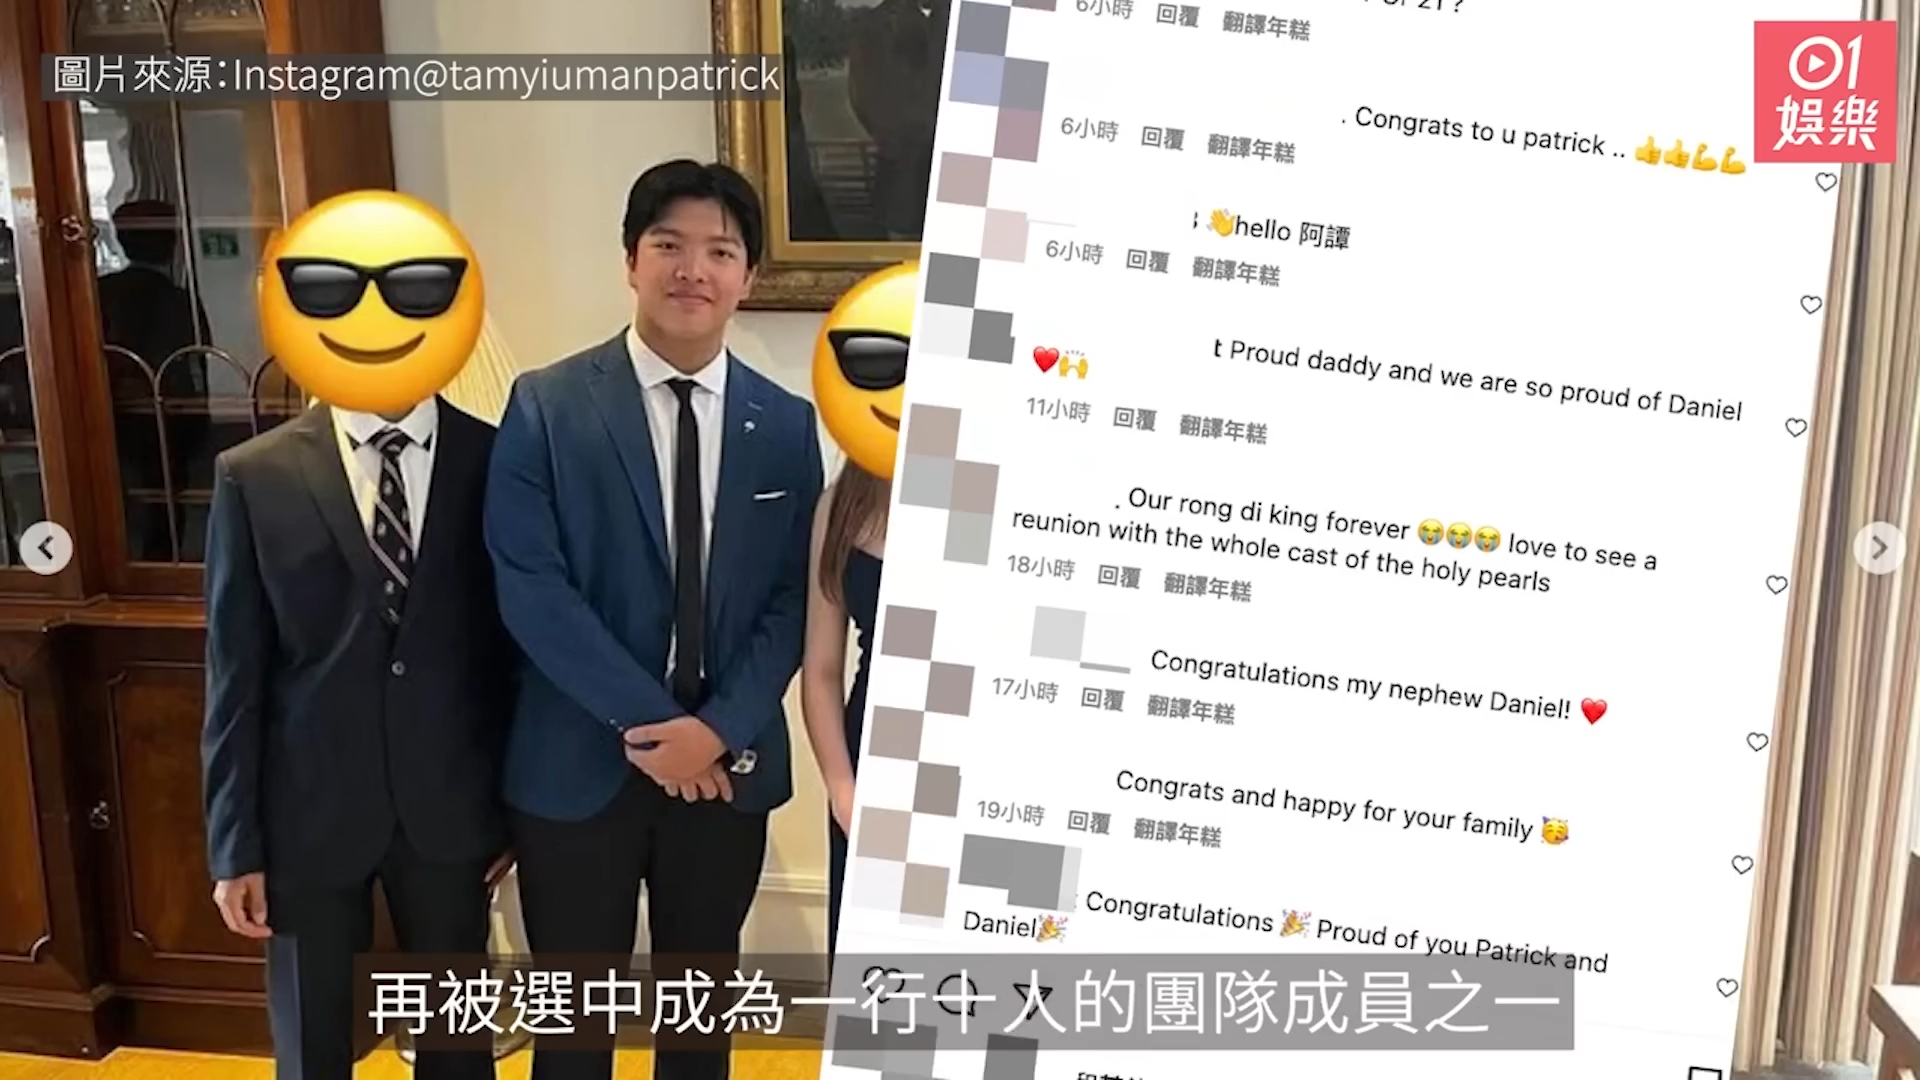 圖片來源:Instagram@tamyiumanpatrick
01
娛樂
6小時 回覆 翻譯年糕
. Congrats to u patrick .. 👍👍💪💪
6小時 回覆 翻譯年糕
👋hello 阿譚
6小時 回覆 翻譯年糕
t Proud daddy and we are so proud of Daniel
❤️🙌
11小時 回覆 翻譯年糕
. Our rong di king forever 😭😭😭 love to see a
reunion with the whole cast of the holy pearls
18小時 回覆 翻譯年糕
Congratulations my nephew Daniel! ❤️
17小時 回覆 翻譯年糕
Congrats and happy for your family 🥳
19小時 回覆 翻譯年糕
Congratulations 🎉 Proud of you Patrick and
Daniel🎉
再被選中成為一行十人的團隊成員之一